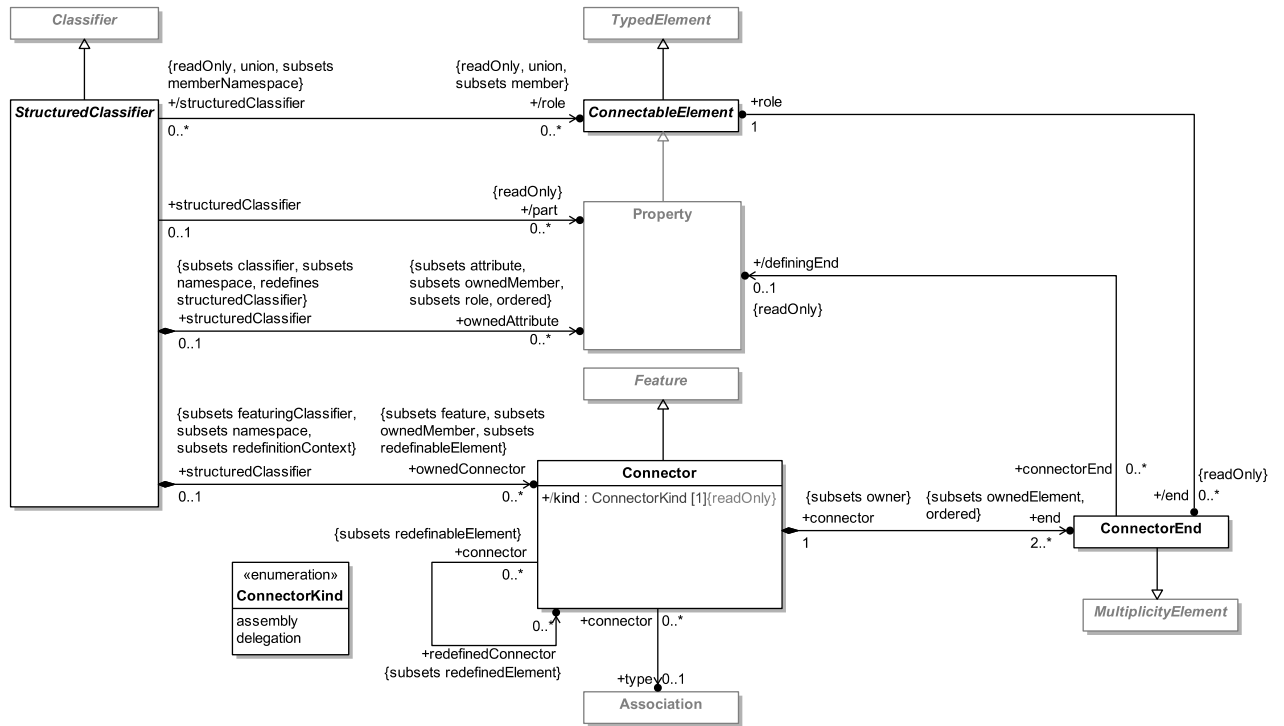 Classifier
TypedElement
{readOnly, union, subsets
memberNamespace}
+/structuredClassifier
0..*
{readOnly, union,
subsets member}
+/role
0..*
StructuredClassifier
ConnectableElement
+role
1
+structuredClassifier
0..1
{readOnly}
+/part
0..*
Property
{subsets classifier, subsets
namespace, redefines
structuredClassifier}
+structuredClassifier
0..1
{subsets attribute,
subsets ownedMember,
subsets role, ordered}
+ownedAttribute
0..*
+/definingEnd
0..1
{readOnly}
Feature
{subsets featuringClassifier,
subsets namespace,
subsets redefinitionContext}
+structuredClassifier
0..1
{subsets feature, subsets
ownedMember, subsets
redefinableElement}
+ownedConnector
0..*
Connector
+/kind : ConnectorKind [1]{readOnly}
{subsets owner}
+connector
1
{subsets ownedElement,
ordered}
+end
2..*
+connectorEnd
0..*
{readOnly}
+/end
0..*
ConnectorEnd
MultiplicityElement
{subsets redefinableElement}
+connector
0..*
0..*
+redefinedConnector
{subsets redefinedElement}
«enumeration»
ConnectorKind
assembly
delegation
+connector
0..*
+type
0..1
Association